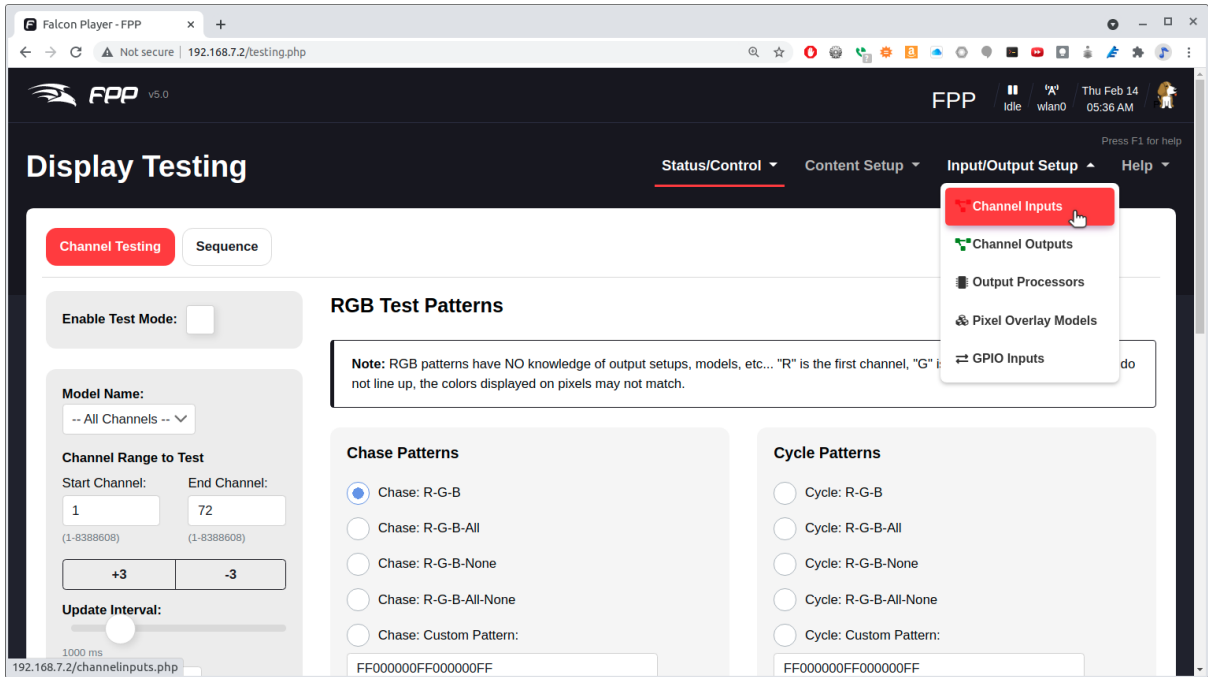 Falcon Player - FPP
Not secure | 192.168.7.2/testing.php
FPP v5.0
FPP
Idle
wlan0
Thu Feb 14
05:36 AM
Press F1 for help
Display Testing
Status/Control
Content Setup
Input/Output Setup
Help
Channel Inputs
Channel Outputs
Output Processors
Pixel Overlay Models
GPIO Inputs
Channel Testing
Sequence
Enable Test Mode:
RGB Test Patterns
Note: RGB patterns have NO knowledge of output setups, models, etc... "R" is the first channel, "G" i do
not line up, the colors displayed on pixels may not match.
Model Name:
-- All Channels --
Channel Range to Test
Start Channel: End Channel:
1 72
(1-8388608) (1-8388608)
+3 -3
Update Interval:
1000 ms
Chase Patterns
Chase: R-G-B
Chase: R-G-B-All
Chase: R-G-B-None
Chase: R-G-B-All-None
Chase: Custom Pattern:
FF000000FF000000FF
Cycle Patterns
Cycle: R-G-B
Cycle: R-G-B-All
Cycle: R-G-B-None
Cycle: R-G-B-All-None
Cycle: Custom Pattern:
FF000000FF000000FF
192.168.7.2/channelinputs.php